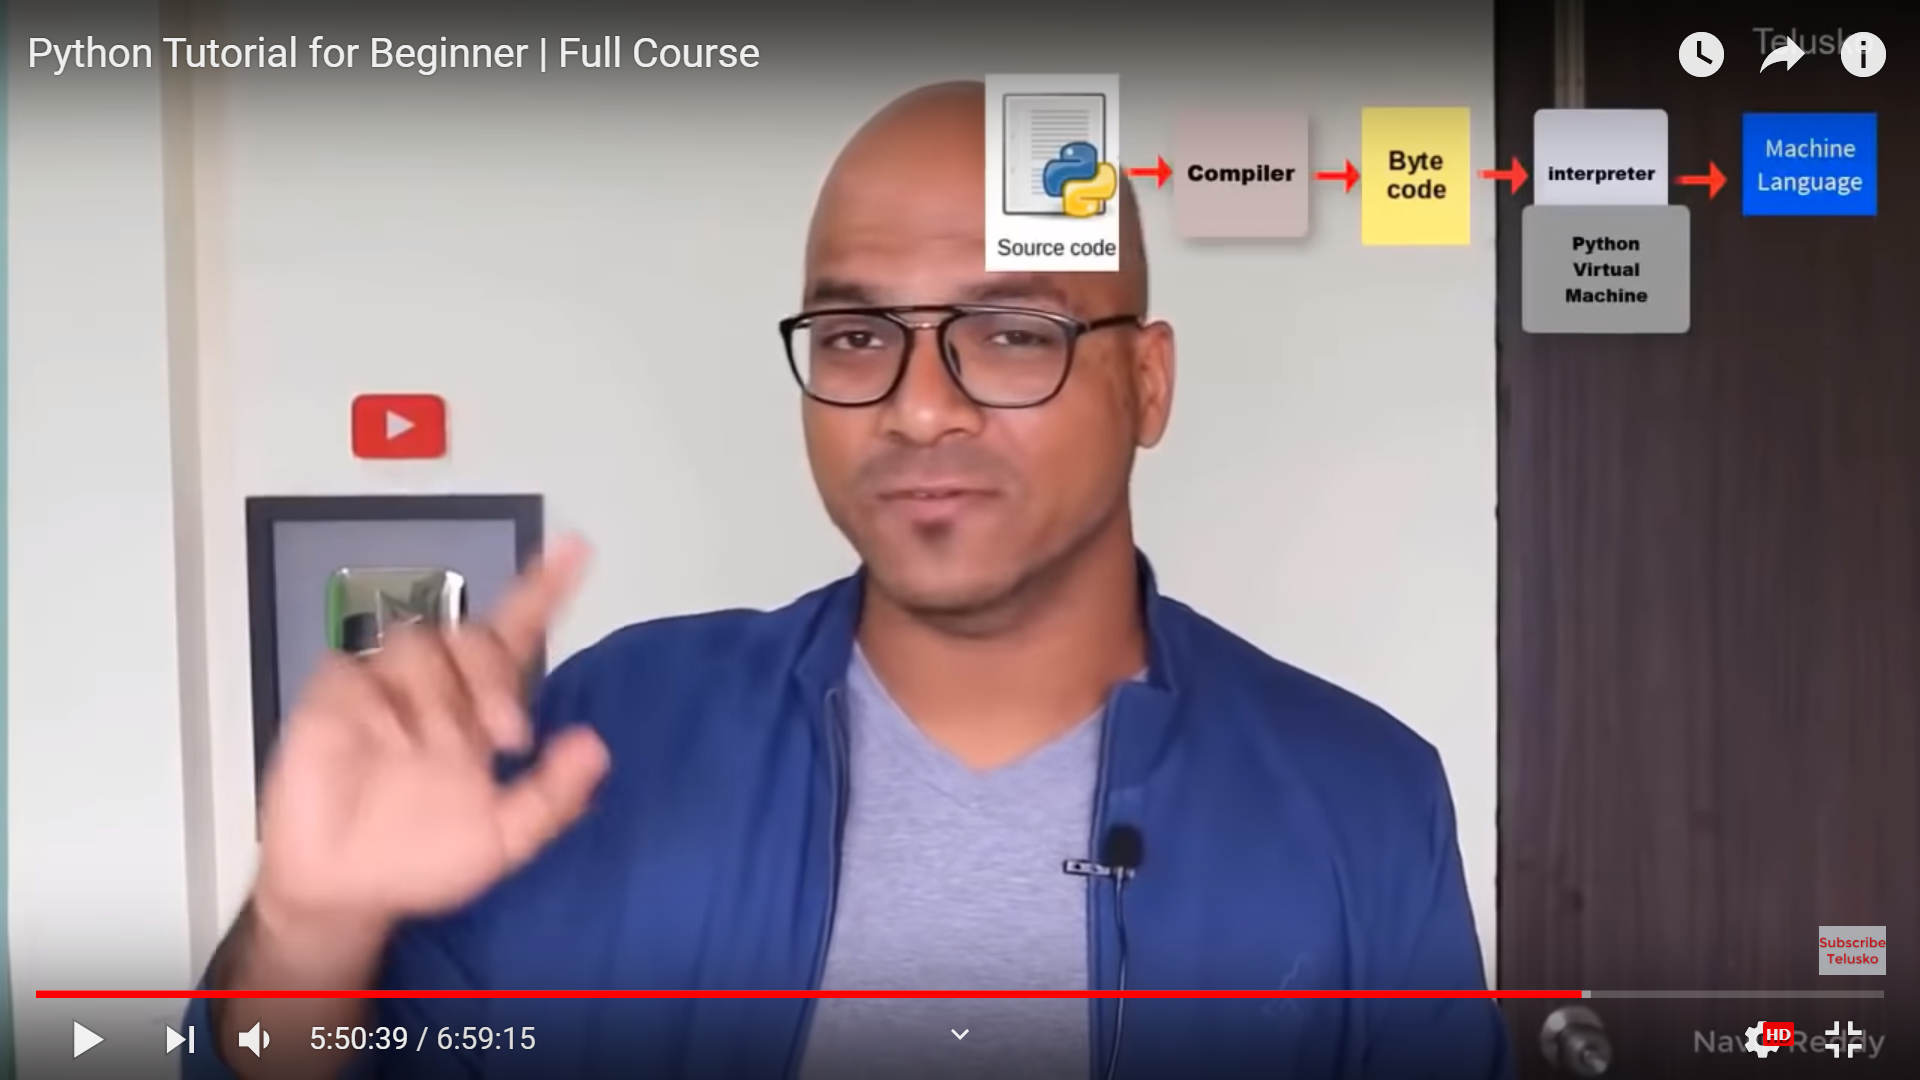 Python Tutorial for Beginner | Full Course
Source code
Compiler
Byte
code
interpreter
Python
Virtual
Machine
Machine
Language
Subscribe
Telusko
5:50:39 / 6:59:15
HD
Reddy